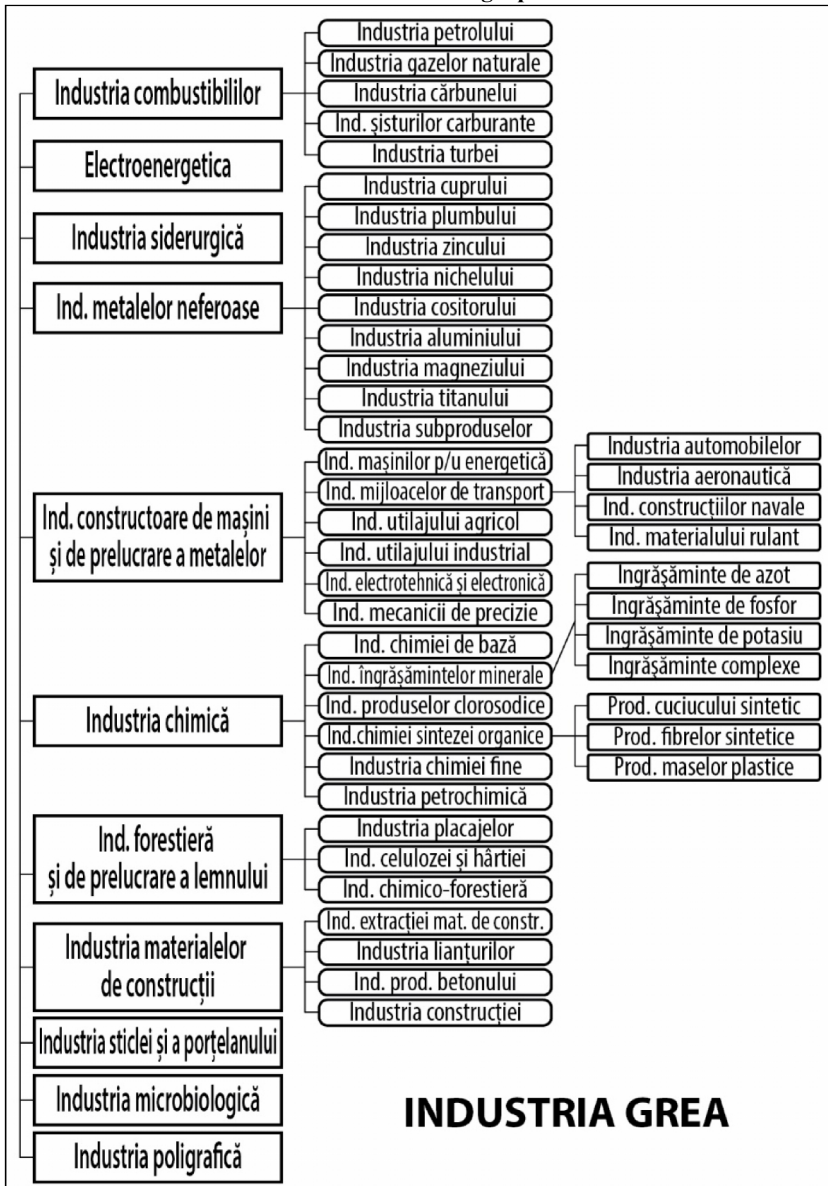 Industria combustibililor
Industria petrolului
Industria gazelor naturale
Industria cărbunelui
Ind. șisturilor carburante
Industria turbei
Electroenergetica
Industria siderurgică
Ind. metalelor neferoase
Industria cuprului
Industria plumbului
Industria zincului
Industria nichelului
Industria cositorului
Industria aluminiului
Industria magneziului
Industria titanului
Industria subproduselor
Ind. constructoare de mașini
și de prelucrare a metalelor
Ind. mașinilor p/u energetică
Ind. mijloacelor de transport
Industria automobilelor
Industria aeronautică
Ind. construcțiilor navale
Ind. materialului rulant
Ind. utilajului agricol
Ind. utilajului industrial
Ind. electrotehnică și electronică
Ind. mecanicii de precizie
Industria chimică
Ind. chimiei de bază
Ind. îngrășămintelor minerale
Ingrășăminte de azot
Ingrășăminte de fosfor
Ingrășăminte de potasiu
Ingrășăminte complexe
Ind. produselor clorosodice
Ind.chimiei sintezei organice
Prod. cuciucului sintetic
Prod. fibrelor sintetice
Prod. maselor plastice
Industria chimiei fine
Industria petrochimică
Ind. forestieră
și de prelucrare a lemnului
Industria placajelor
Ind. celulozei și hârtiei
Ind. chimico-forestieră
Industria materialelor
de construcții
Ind. extracției mat. de constr.
Industria lianțurilor
Ind. prod. betonului
Industria construcției
Industria sticlei și a porțelanului
Industria microbiologică
Industria poligrafică
INDUSTRIA GREA